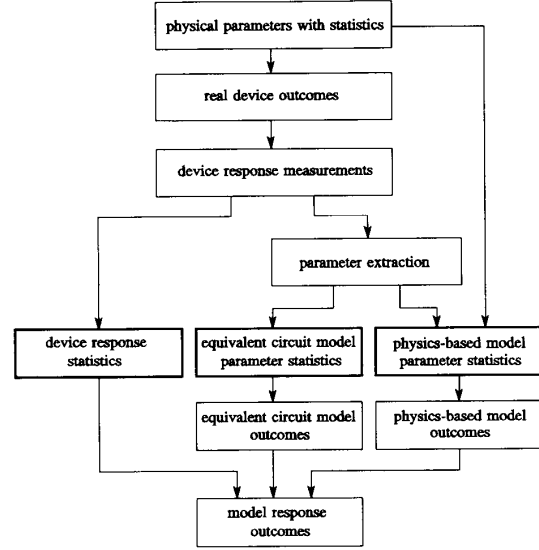 physical parameters with statistics
real device outcomes
device response measurements
parameter extraction
device response
statistics
equivalent circuit model
parameter statistics
physics-based model
parameter statistics
equivalent circuit model
outcomes
physics-based model
outcomes
model response
outcomes